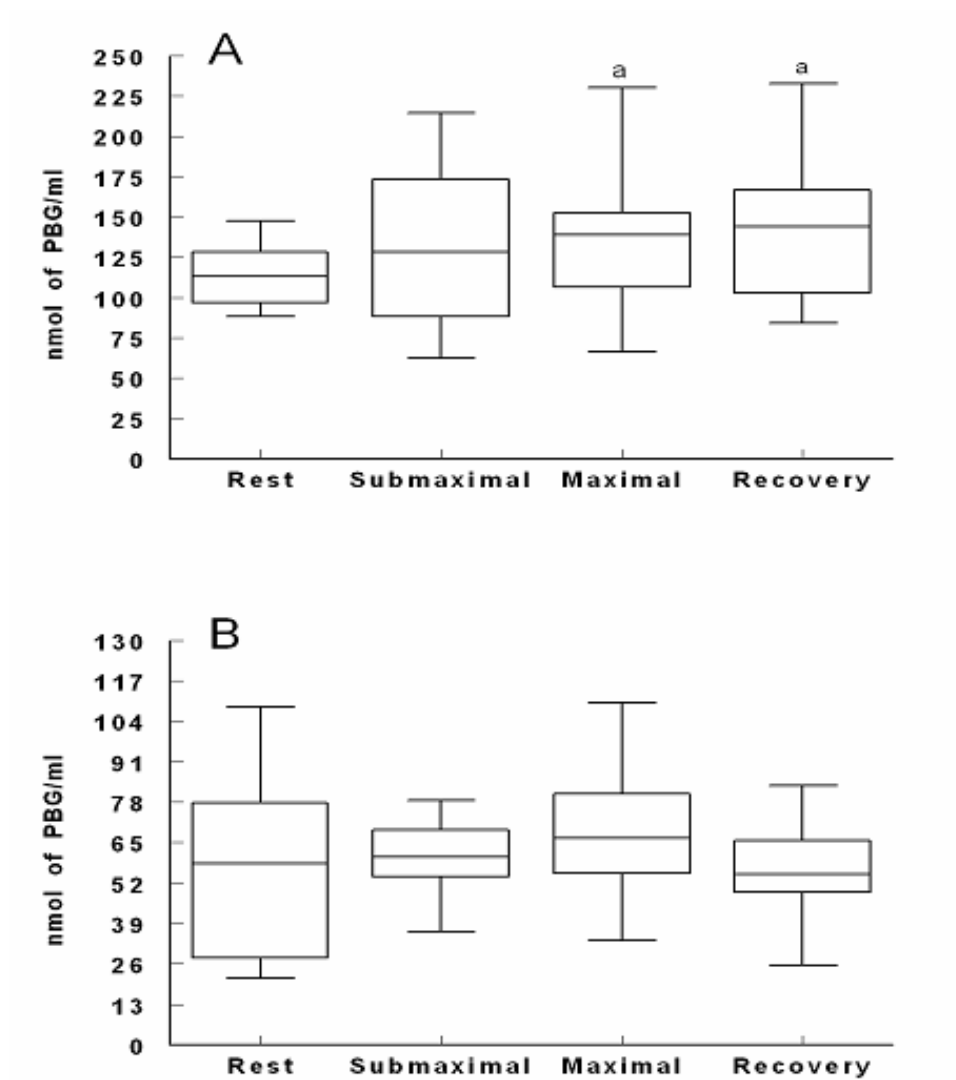 A
250
225
200
175
150
125
100
75
50
25
0
nmol of PBG/ml
a
a
Rest Submaximal Maximal Recovery
B
130
117
104
91
78
65
52
39
26
13
0
nmol of PBG/ml
Rest Submaximal Maximal Recovery